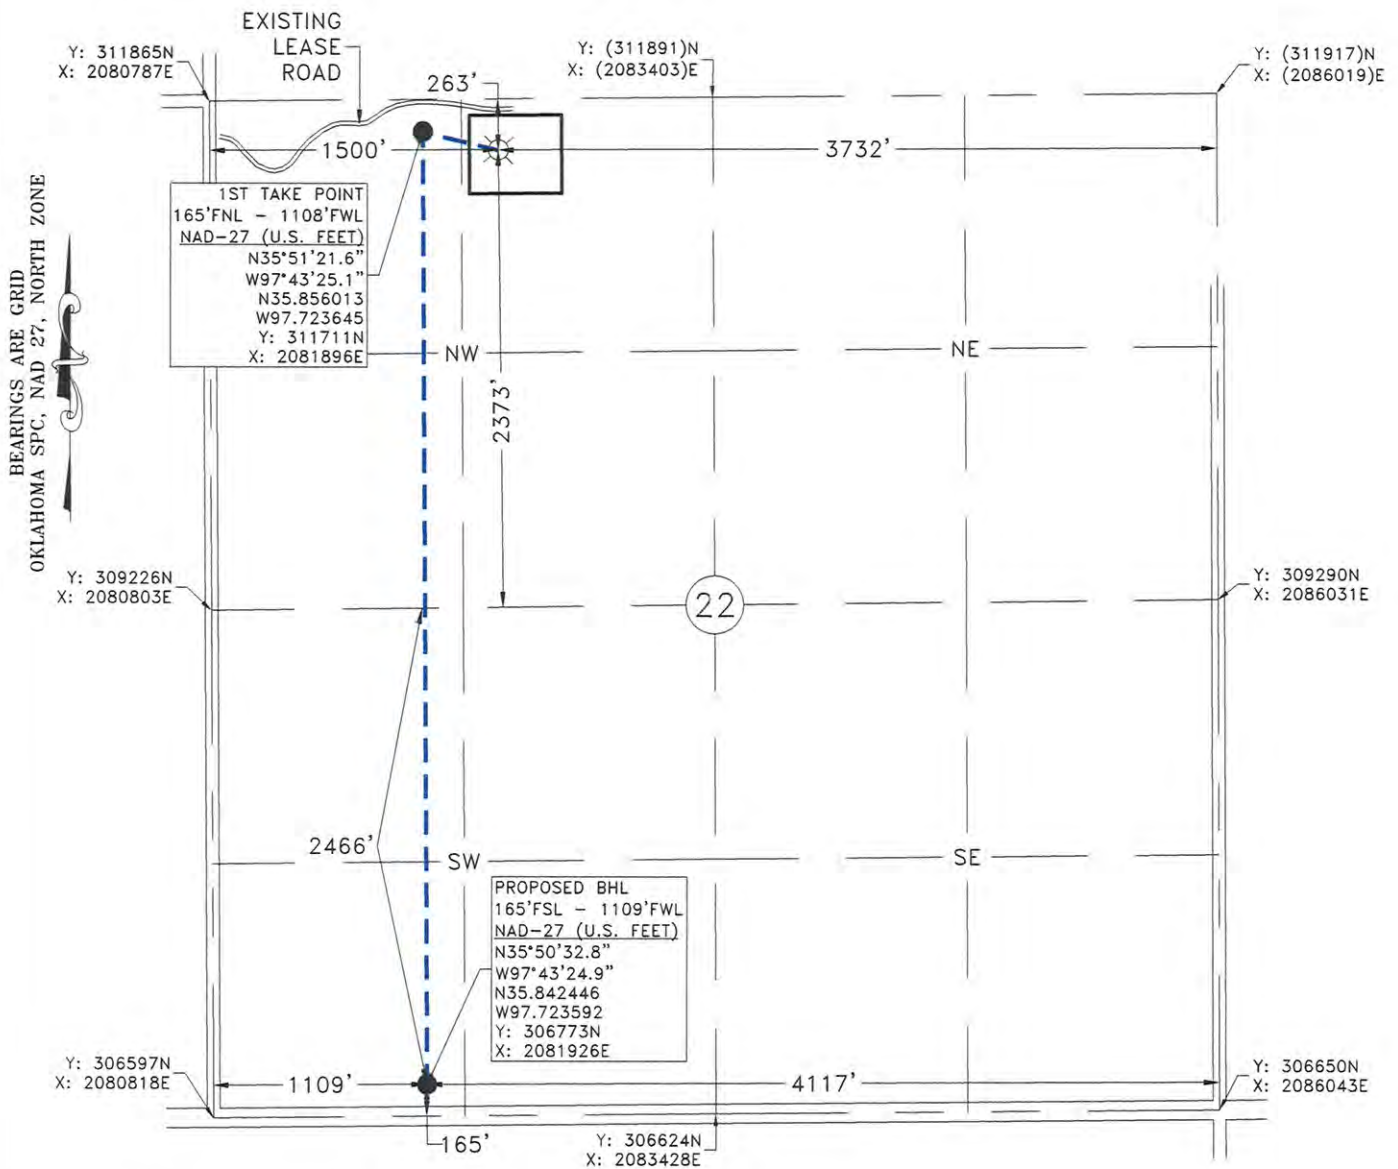 EXISTING
LEASE
ROAD
Y: 311865N
X: 2080787E
263'
Y: (311891)N
X: (2083403)E
Y: (311917)N
X: (2086019)E
1500'
3732'
1ST TAKE POINT
165'FNL - 1108'FWL
NAD-27 (U.S. FEET)
N35°51'21.6"
W97°43'25.1"
N35.856013
W97.723645
Y: 311711N
X: 2081896E
BEARINGS ARE GRID
OKLAHOMA SPC, NAD 27, NORTH ZONE
NW
NE
2373'
Y: 309226N
X: 2080803E
22
Y: 309290N
X: 2086031E
2466'
SW
SE
PROPOSED BHL
165'FSL - 1109'FWL
NAD-27 (U.S. FEET)
N35°50'32.8"
W97°43'24.9"
N35.842446
W97.723592
Y: 306773N
X: 2081926E
Y: 306597N
X: 2080818E
1109'
4117'
Y: 306650N
X: 2086043E
165'
Y: 306624N
X: 2083428E